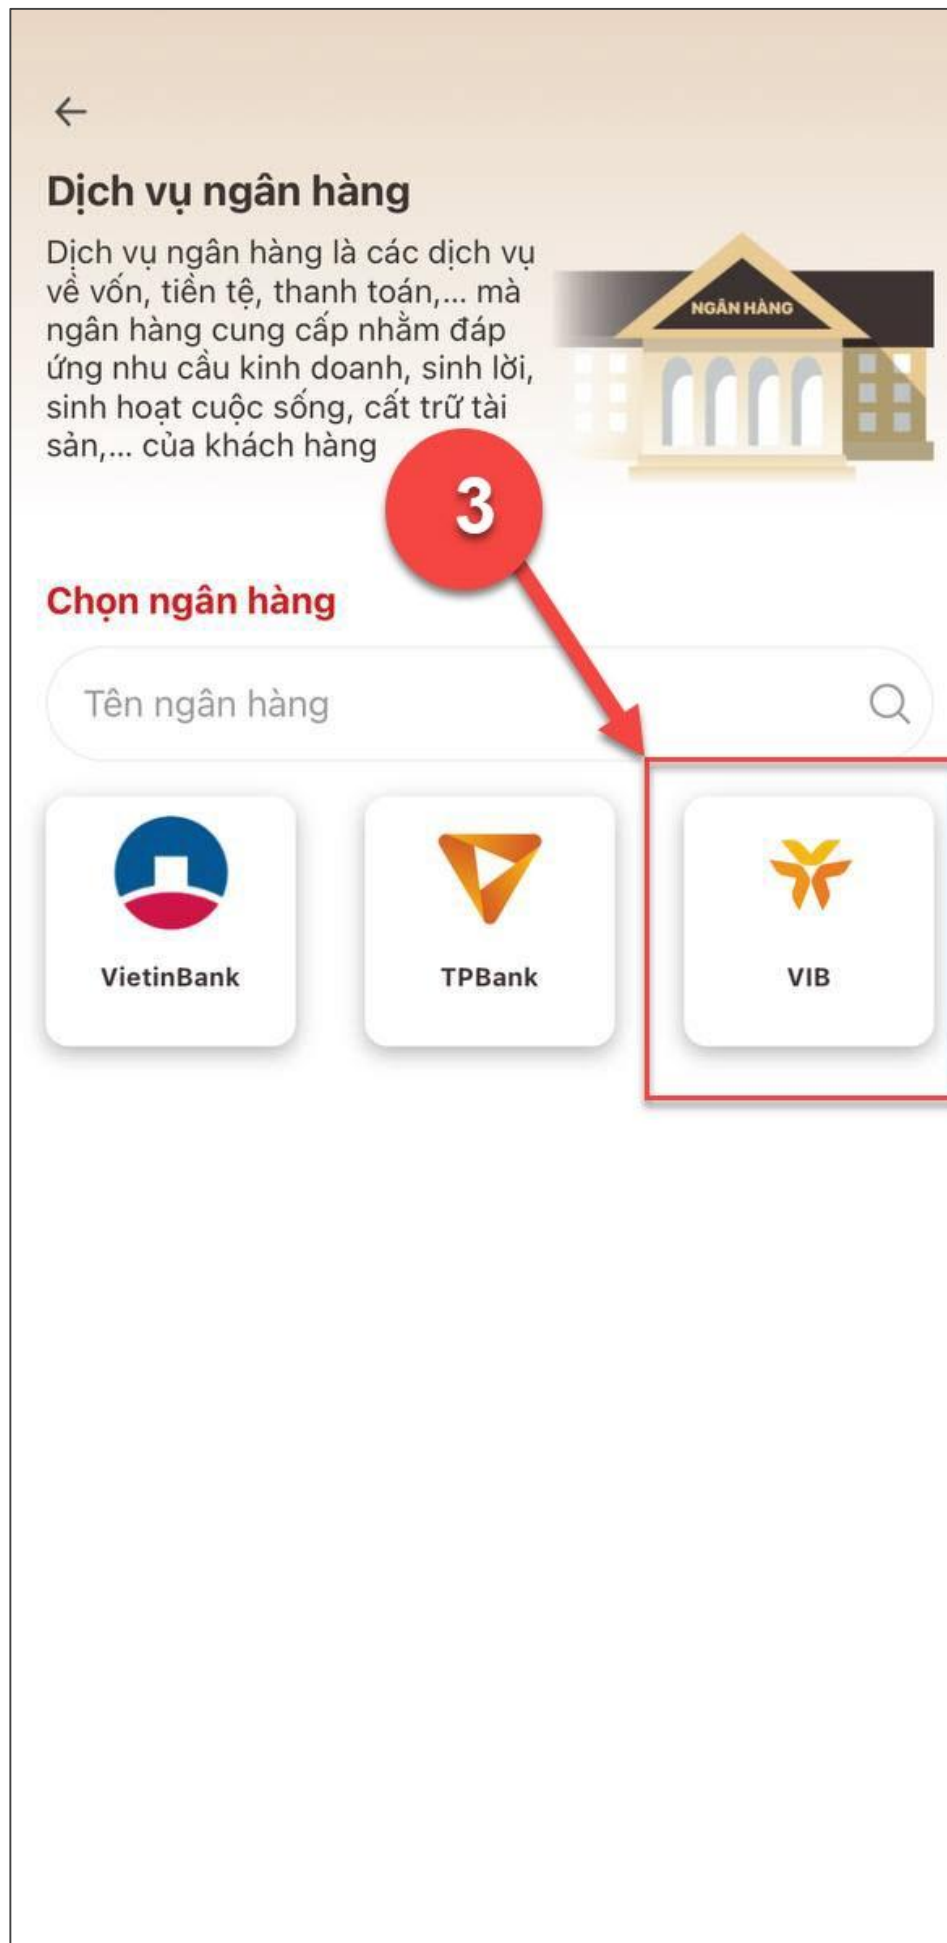 Dịch vụ ngân hàng
Dịch vụ ngân hàng là các dịch vụ
về vốn, tiền tệ, thanh toán,... mà
ngân hàng cung cấp nhằm đáp
ứng nhu cầu kinh doanh, sinh lời,
sinh hoạt cuộc sống, cất trữ tài
sản,... của khách hàng
NGÂN HÀNG
3
Chọn ngân hàng
Tên ngân hàng
VietinBank
TPBank
VIB